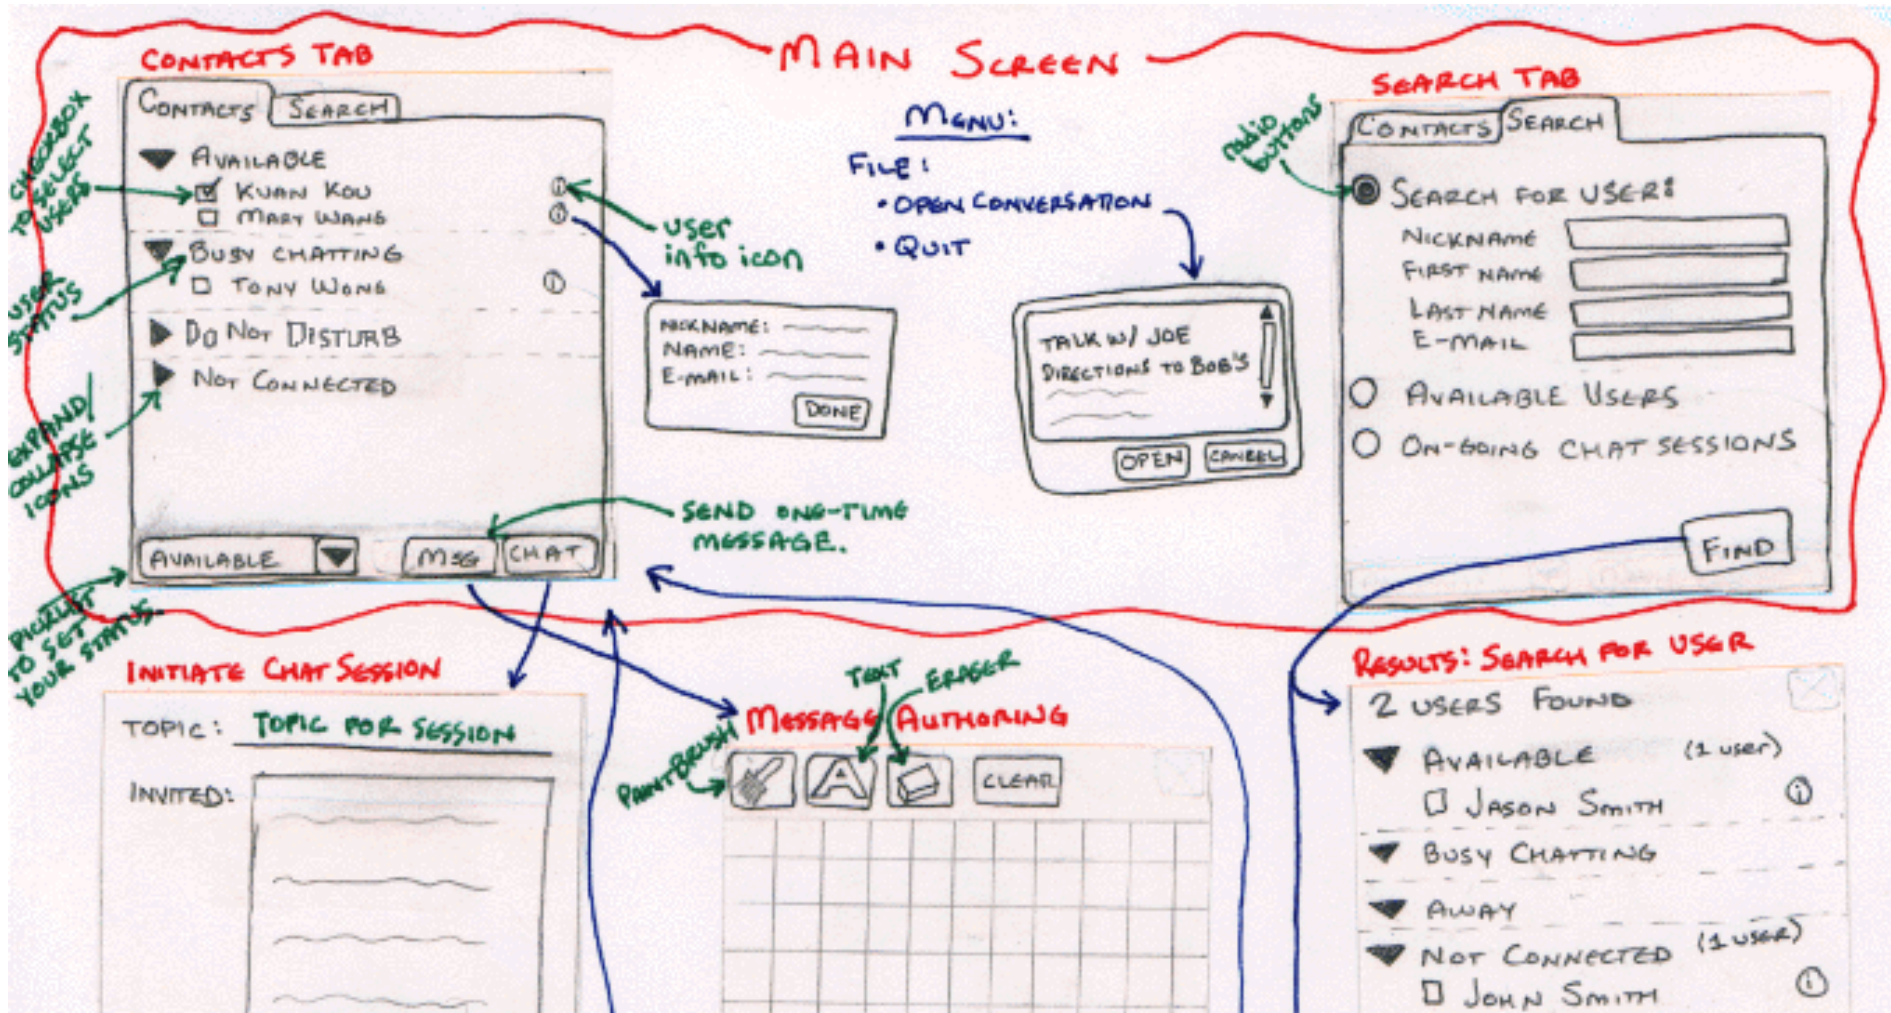 MAIN SCREEN
CONTACTS TAB
CONTACTS
SEARCH
AVAILABLE
KUAN KOU
MARY WANG
BUSY CHATTING
TONY WONG
DO NOT DISTURB
NOT CONNECTED
AVAILABLE
MSG
CHAT
CHECKBOX
TO SELECT
USERS
USER
STATUS
EXPAND/
COLLAPSE
ICONS
PICKLIST
TO SET
YOUR STATUS.
user
info icon
SEND ONE-TIME
MESSAGE.
NICKNAME:
NAME:
E-MAIL:
DONE
MENU:
FILE:
• OPEN CONVERSATION
• QUIT
TALK W/ JOE
DIRECTIONS TO BOB'S
OPEN
CANCEL
SEARCH TAB
radio
buttons
CONTACTS
SEARCH
SEARCH FOR USER:
NICKNAME
FIRST NAME
LAST NAME
E-MAIL
AVAILABLE USERS
ON-GOING CHAT SESSIONS
FIND
INITIATE CHAT SESSION
TOPIC: TOPIC FOR SESSION
INVITED:
MESSAGE AUTHORING
TEXT
ERASER
PAINTBRUSH
A
CLEAR
RESULTS: SEARCH FOR USER
2 USERS FOUND
AVAILABLE (1 USER)
JASON SMITH
BUSY CHATTING
AWAY
NOT CONNECTED (1 USER)
JOHN SMITH